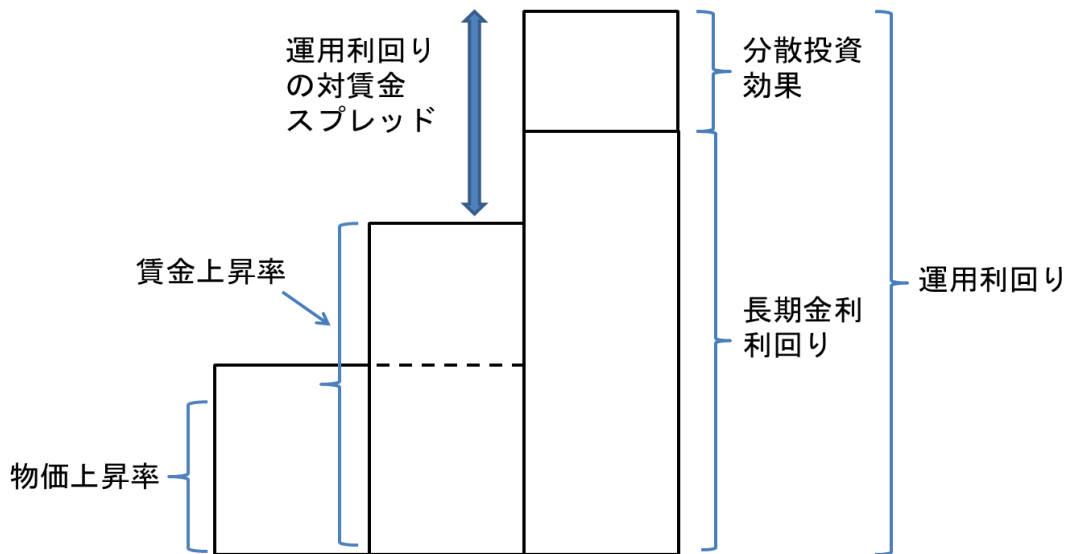 運用利回り
の対賃金
スプレッド
分散投資
効果
賃金上昇率
長期金利
利回り
運用利回り
物価上昇率